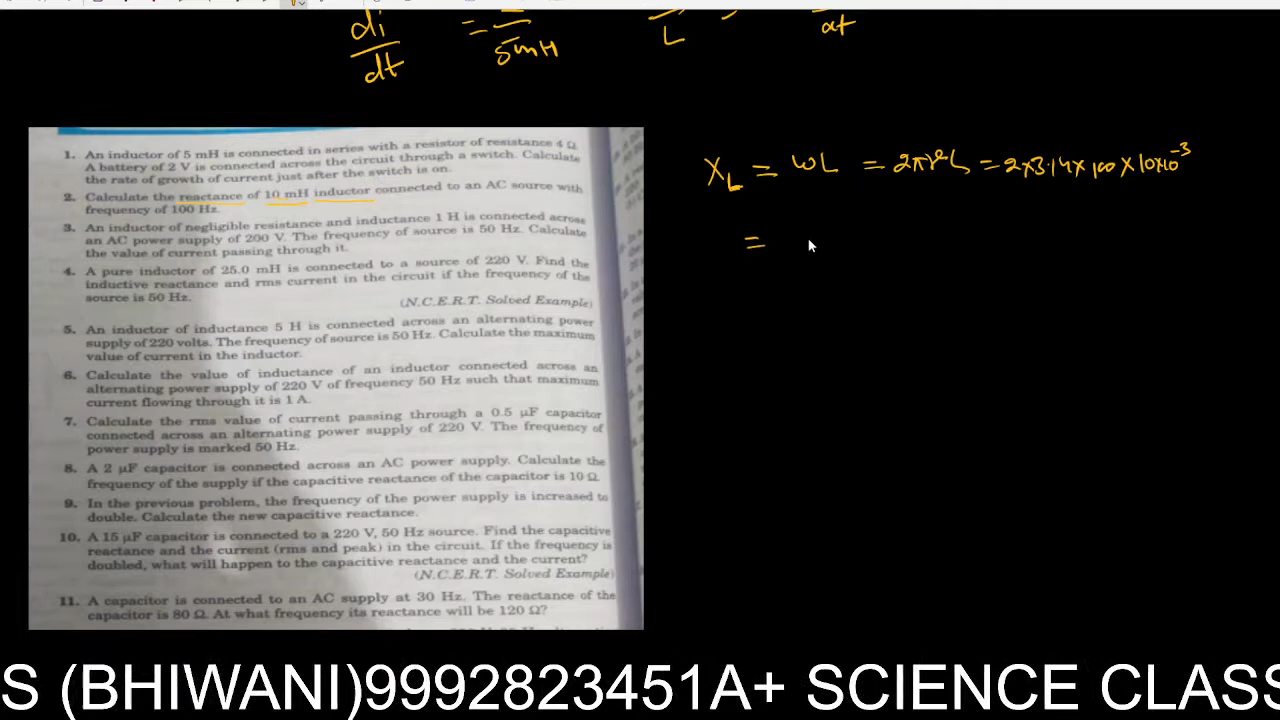 di/dt = /5mH L dt
X_L = ωL = 2πνL = 2×3.14×100×10×10⁻³
=
1. An inductor of 5 mH is connected in series with a resistor of resistance 4 Ω.
A battery of 2 V is connected across the circuit through a switch. Calculate
the rate of growth of current just after the switch is on.
2. Calculate the reactance of 10 mH inductor connected to an AC source with
frequency of 100 Hz.
3. An inductor of negligible resistance and inductance 1 H is connected across
an AC power supply of 200 V. The frequency of source is 50 Hz. Calculate
the value of current passing through it.
4. A pure inductor of 25.0 mH is connected to a source of 220 V. Find the
inductive reactance and rms current in the circuit if the frequency of the
source is 50 Hz.
(N.C.E.R.T. Solved Example)
5. An inductor of inductance 5 H is connected across an alternating power
supply of 220 volts. The frequency of source is 50 Hz. Calculate the maximum
value of current in the inductor.
6. Calculate the value of inductance of an inductor connected across an
alternating power supply of 220 V of frequency 50 Hz such that maximum
current flowing through it is 1 A.
7. Calculate the rms value of current passing through a 0.5 μF capacitor
connected across an alternating power supply of 220 V. The frequency of
power supply is marked 50 Hz.
8. A 2 μF capacitor is connected across an AC power supply. Calculate the
frequency of the supply if the capacitive reactance of the capacitor is 10 Ω.
9. In the previous problem, the frequency of the power supply is increased to
double. Calculate the new capacitive reactance.
10. A 15 μF capacitor is connected to a 220 V, 50 Hz source. Find the capacitive
reactance and the current (rms and peak) in the circuit. If the frequency is
doubled, what will happen to the capacitive reactance and the current?
(N.C.E.R.T. Solved Example)
11. A capacitor is connected to an AC supply at 30 Hz. The reactance of the
capacitor is 80 Ω. At what frequency its reactance will be 120 Ω?
S (BHIWANI)9992823451A+ SCIENCE CLASS